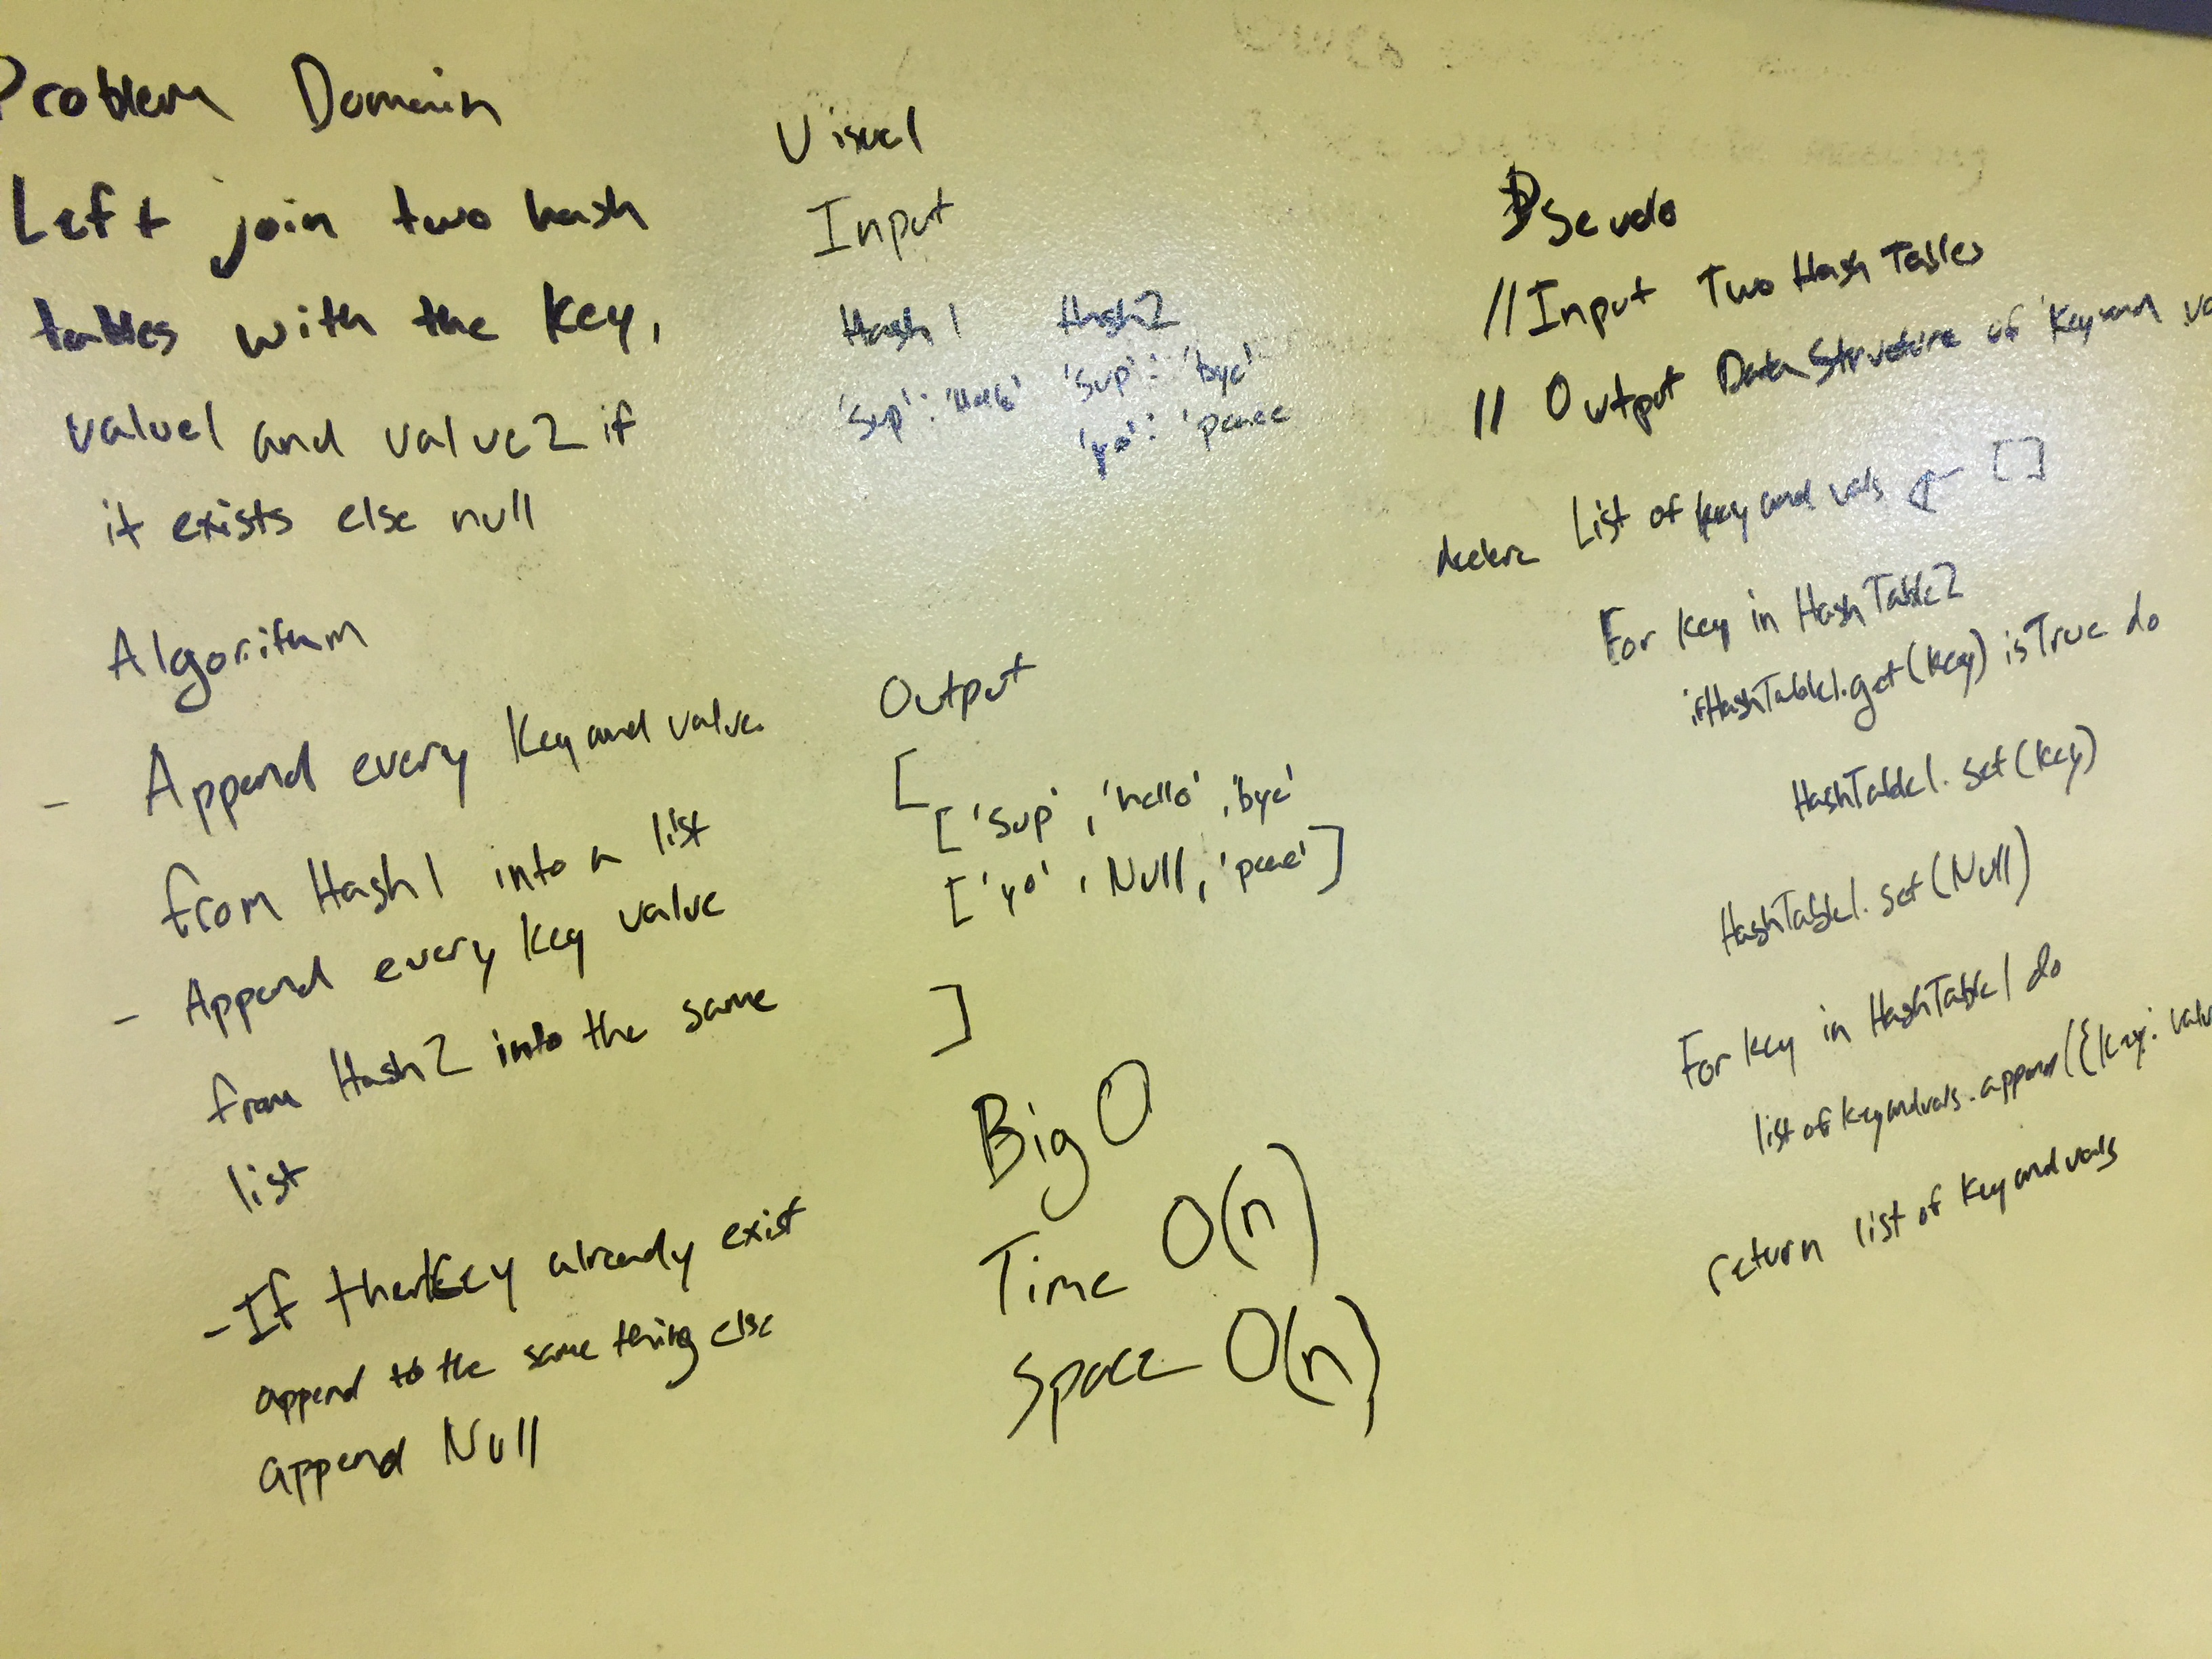 Problem Domain
Left join two hash
tables with the key,
value1 and value2 if
it exists else null
Algorithm
- Append every key and value
from Hash1 into a list
- Append every key value
from Hash2 into the same
list
- If the key already exist
append to the same thing else
append Null
Visual
Input
Hash1 Hash2
'Sup': 'Hello' 'Sup': 'bye'
'yo': 'peace
Output
[
['Sup', 'hello', 'bye'
['yo', Null, 'peace']
]
Big O
Time O(n)
Space O(n)
Pseudo
// Input Two Hash Tables
// Output Data Structure of Key and va
declare List of key and vals ← []
For key in HashTable2
if HashTable1.get(key) is True do
HashTable1.set(key)
HashTable1.set(Null)
For key in HashTable1 do
list of key and vals.append({key: valu
return list of key and vals